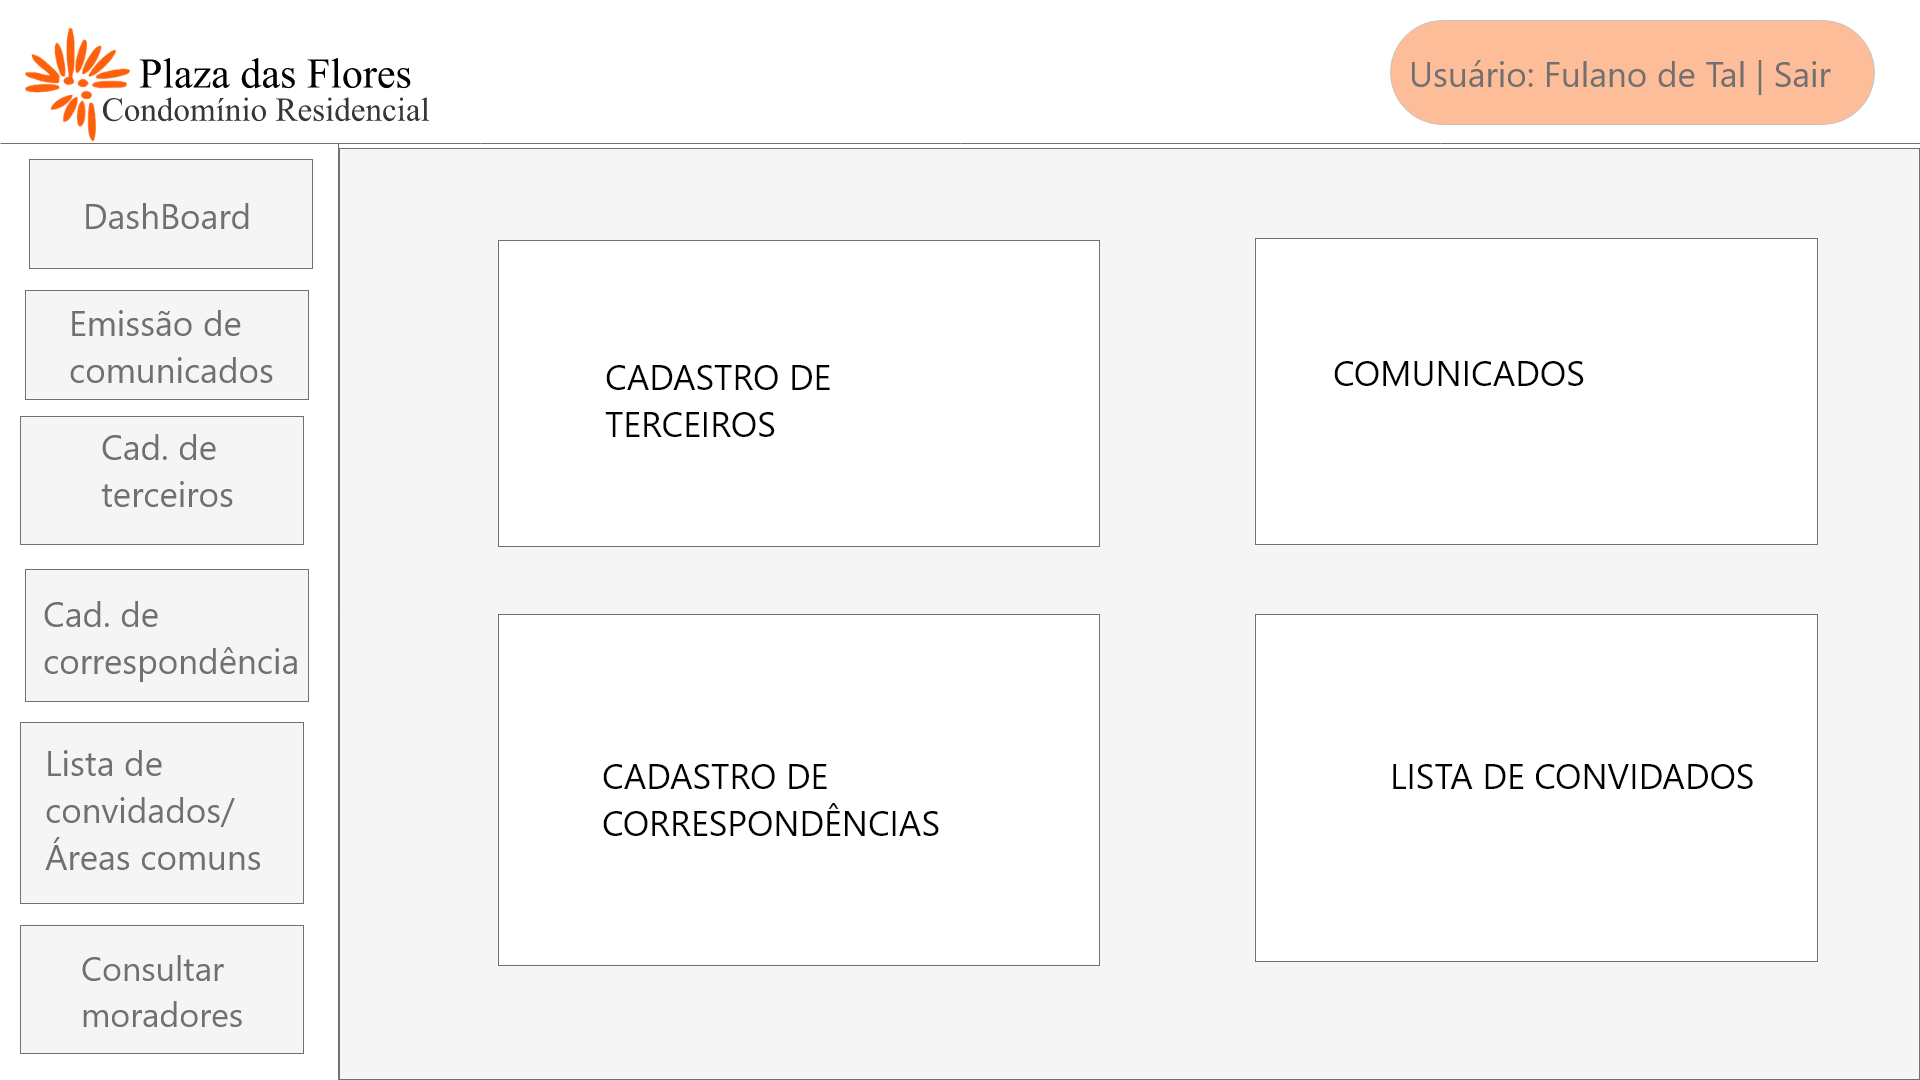 Plaza das Flores
Condomínio Residencial
Usuário: Fulano de Tal | Sair
DashBoard
Emissão de
comunicados
Cad. de
terceiros
Cad. de
correspondência
Lista de
convidados/
Áreas comuns
Consultar
moradores
CADASTRO DE
TERCEIROS
COMUNICADOS
CADASTRO DE
CORRESPONDÊNCIAS
LISTA DE CONVIDADOS